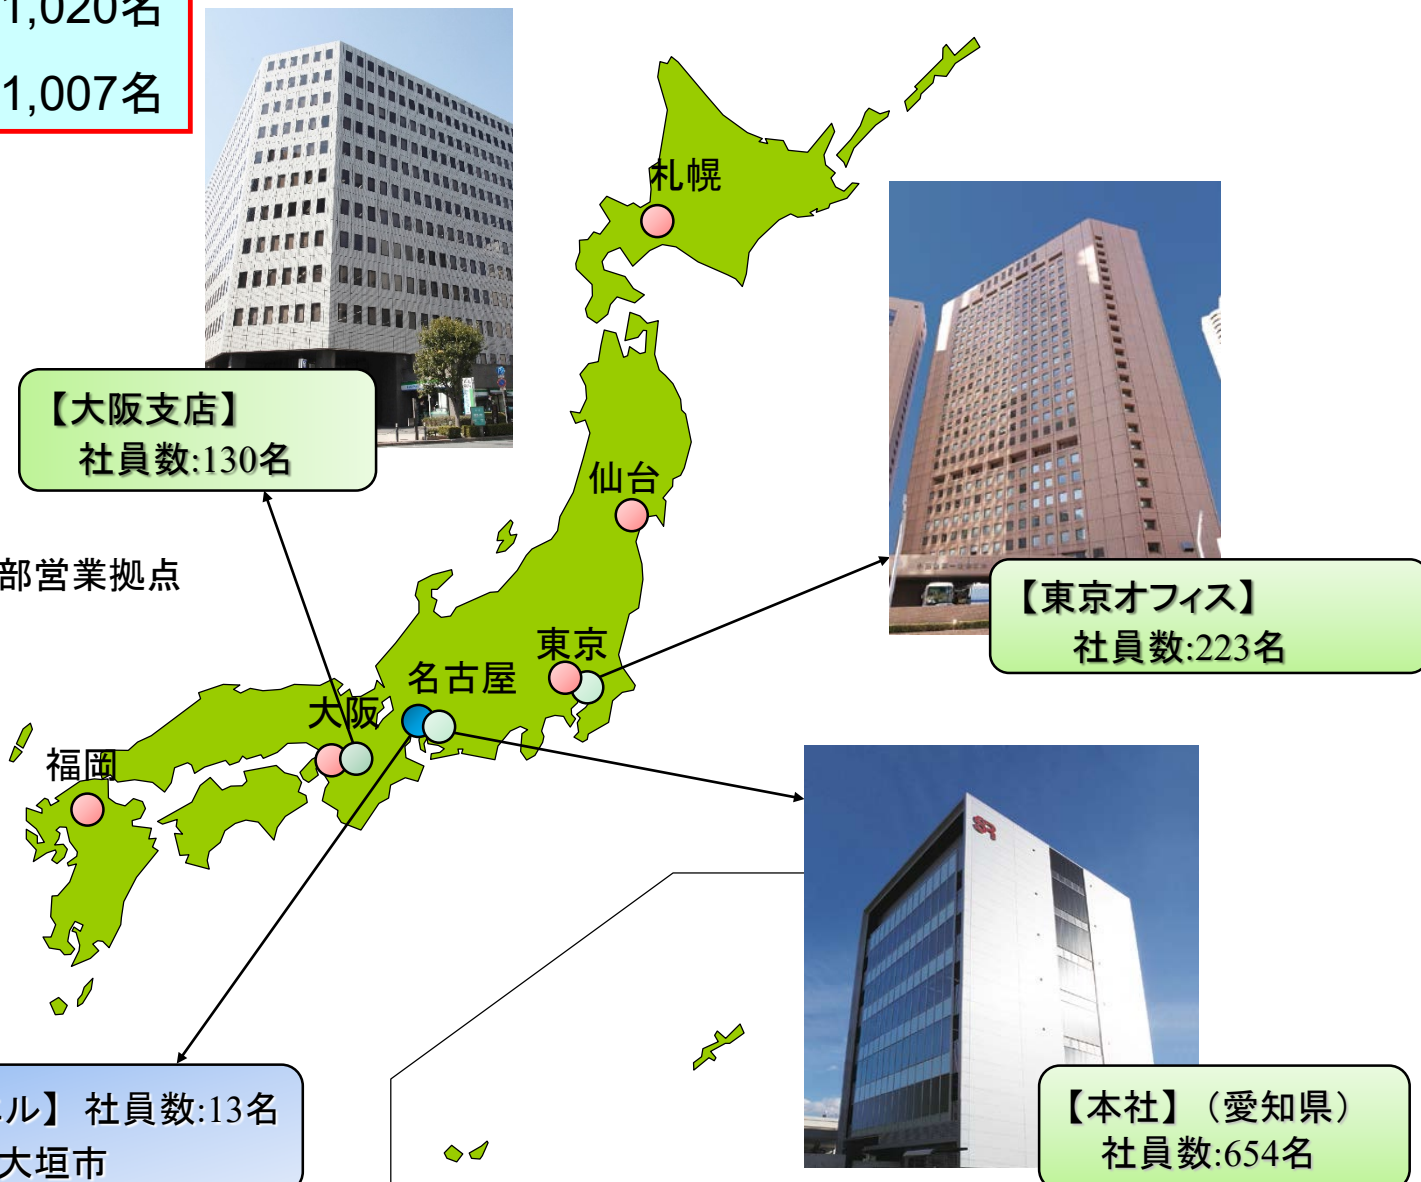 1,020名
1,007名
札幌
【大阪支店】
社員数:130名
仙台
部営業拠点
【東京オフィス】
社員数:223名
東京
名古屋
大阪
福岡
ル】 社員数:13名
大垣市
【本社】（愛知県）
社員数:654名